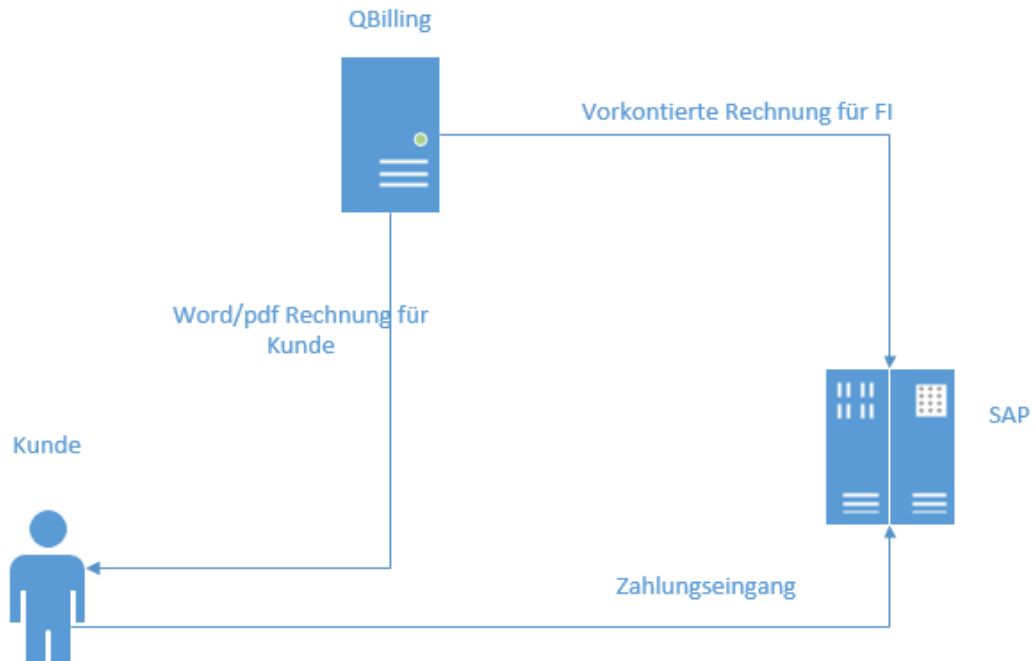 QBilling
Vorkontierte Rechnung für FI
Word/pdf Rechnung für
Kunde
SAP
Kunde
Zahlungseingang